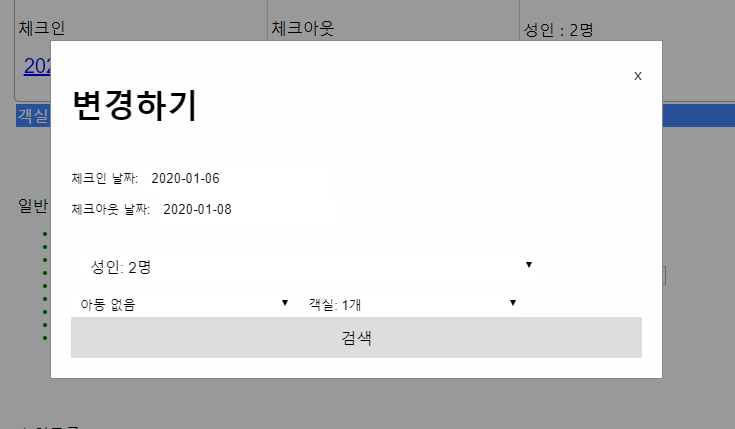 체크인 체크아웃 성인 : 2명
202
x
변경하기
객실
체크인 날짜: 2020-01-06
일반
체크아웃 날짜: 2020-01-08
성인: 2명
아동 없음 객실: 1개
검색